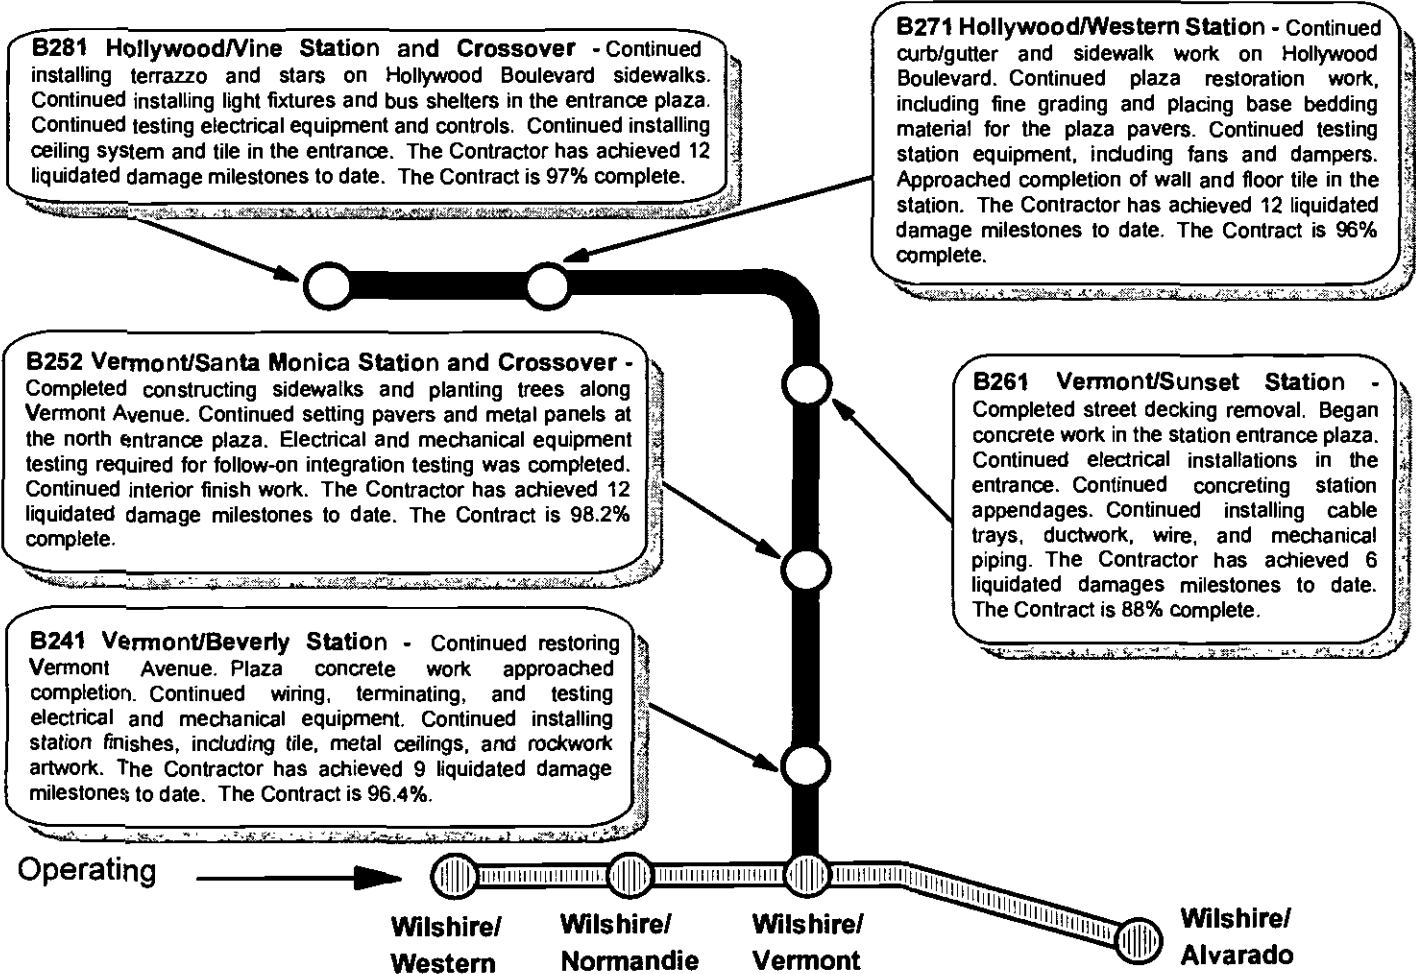 B281 Hollywood/Vine Station and Crossover - Continued
installing terrazzo and stars on Hollywood Boulevard sidewalks.
Continued installing light fixtures and bus shelters in the entrance plaza.
Continued testing electrical equipment and controls. Continued installing
ceiling system and tile in the entrance. The Contractor has achieved 12
liquidated damage milestones to date. The Contract is 97% complete.
B271 Hollywood/Western Station - Continued
curb/gutter and sidewalk work on Hollywood
Boulevard. Continued plaza restoration work,
including fine grading and placing base bedding
material for the plaza pavers. Continued testing
station equipment, including fans and dampers.
Approached completion of wall and floor tile in the
station. The Contractor has achieved 12 liquidated
damage milestones to date. The Contract is 96%
complete.
B252 Vermont/Santa Monica Station and Crossover -
Completed constructing sidewalks and planting trees along
Vermont Avenue. Continued setting pavers and metal panels at
the north entrance plaza. Electrical and mechanical equipment
testing required for follow-on integration testing was completed.
Continued interior finish work. The Contractor has achieved 12
liquidated damage milestones to date. The Contract is 98.2%
complete.
B261 Vermont/Sunset Station -
Completed street decking removal. Began
concrete work in the station entrance plaza.
Continued electrical installations in the
entrance. Continued concreting station
appendages. Continued installing cable
trays, ductwork, wire, and mechanical
piping. The Contractor has achieved 6
liquidated damages milestones to date.
The Contract is 88% complete.
B241 Vermont/Beverly Station - Continued restoring
Vermont Avenue. Plaza concrete work approached
completion. Continued wiring, terminating, and testing
electrical and mechanical equipment. Continued installing
station finishes, including tile, metal ceilings, and rockwork
artwork. The Contractor has achieved 9 liquidated damage
milestones to date. The Contract is 96.4%.
Operating
Wilshire/
Western
Wilshire/
Normandie
Wilshire/
Vermont
Wilshire/
Alvarado